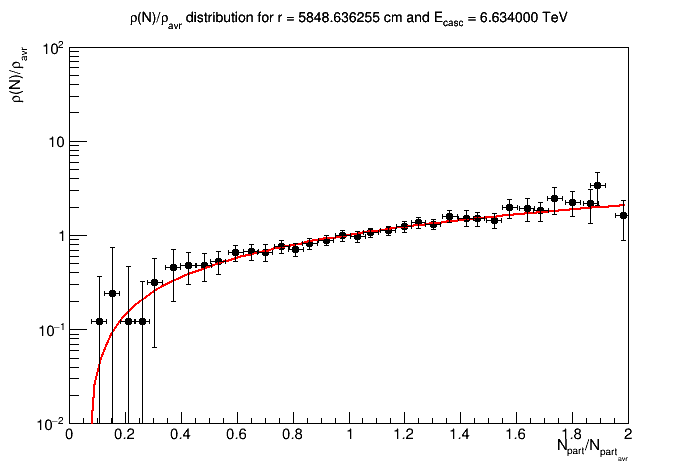 ρ(N)/ρavr distribution for r = 5848.636255 cm and Ecasc = 6.634000 TeV
ρ(N)/ρavr
10²
10
1
10⁻¹
10⁻²
0 0.2 0.4 0.6 0.8 1 1.2 1.4 1.6 1.8 2
Npart/Npartavr